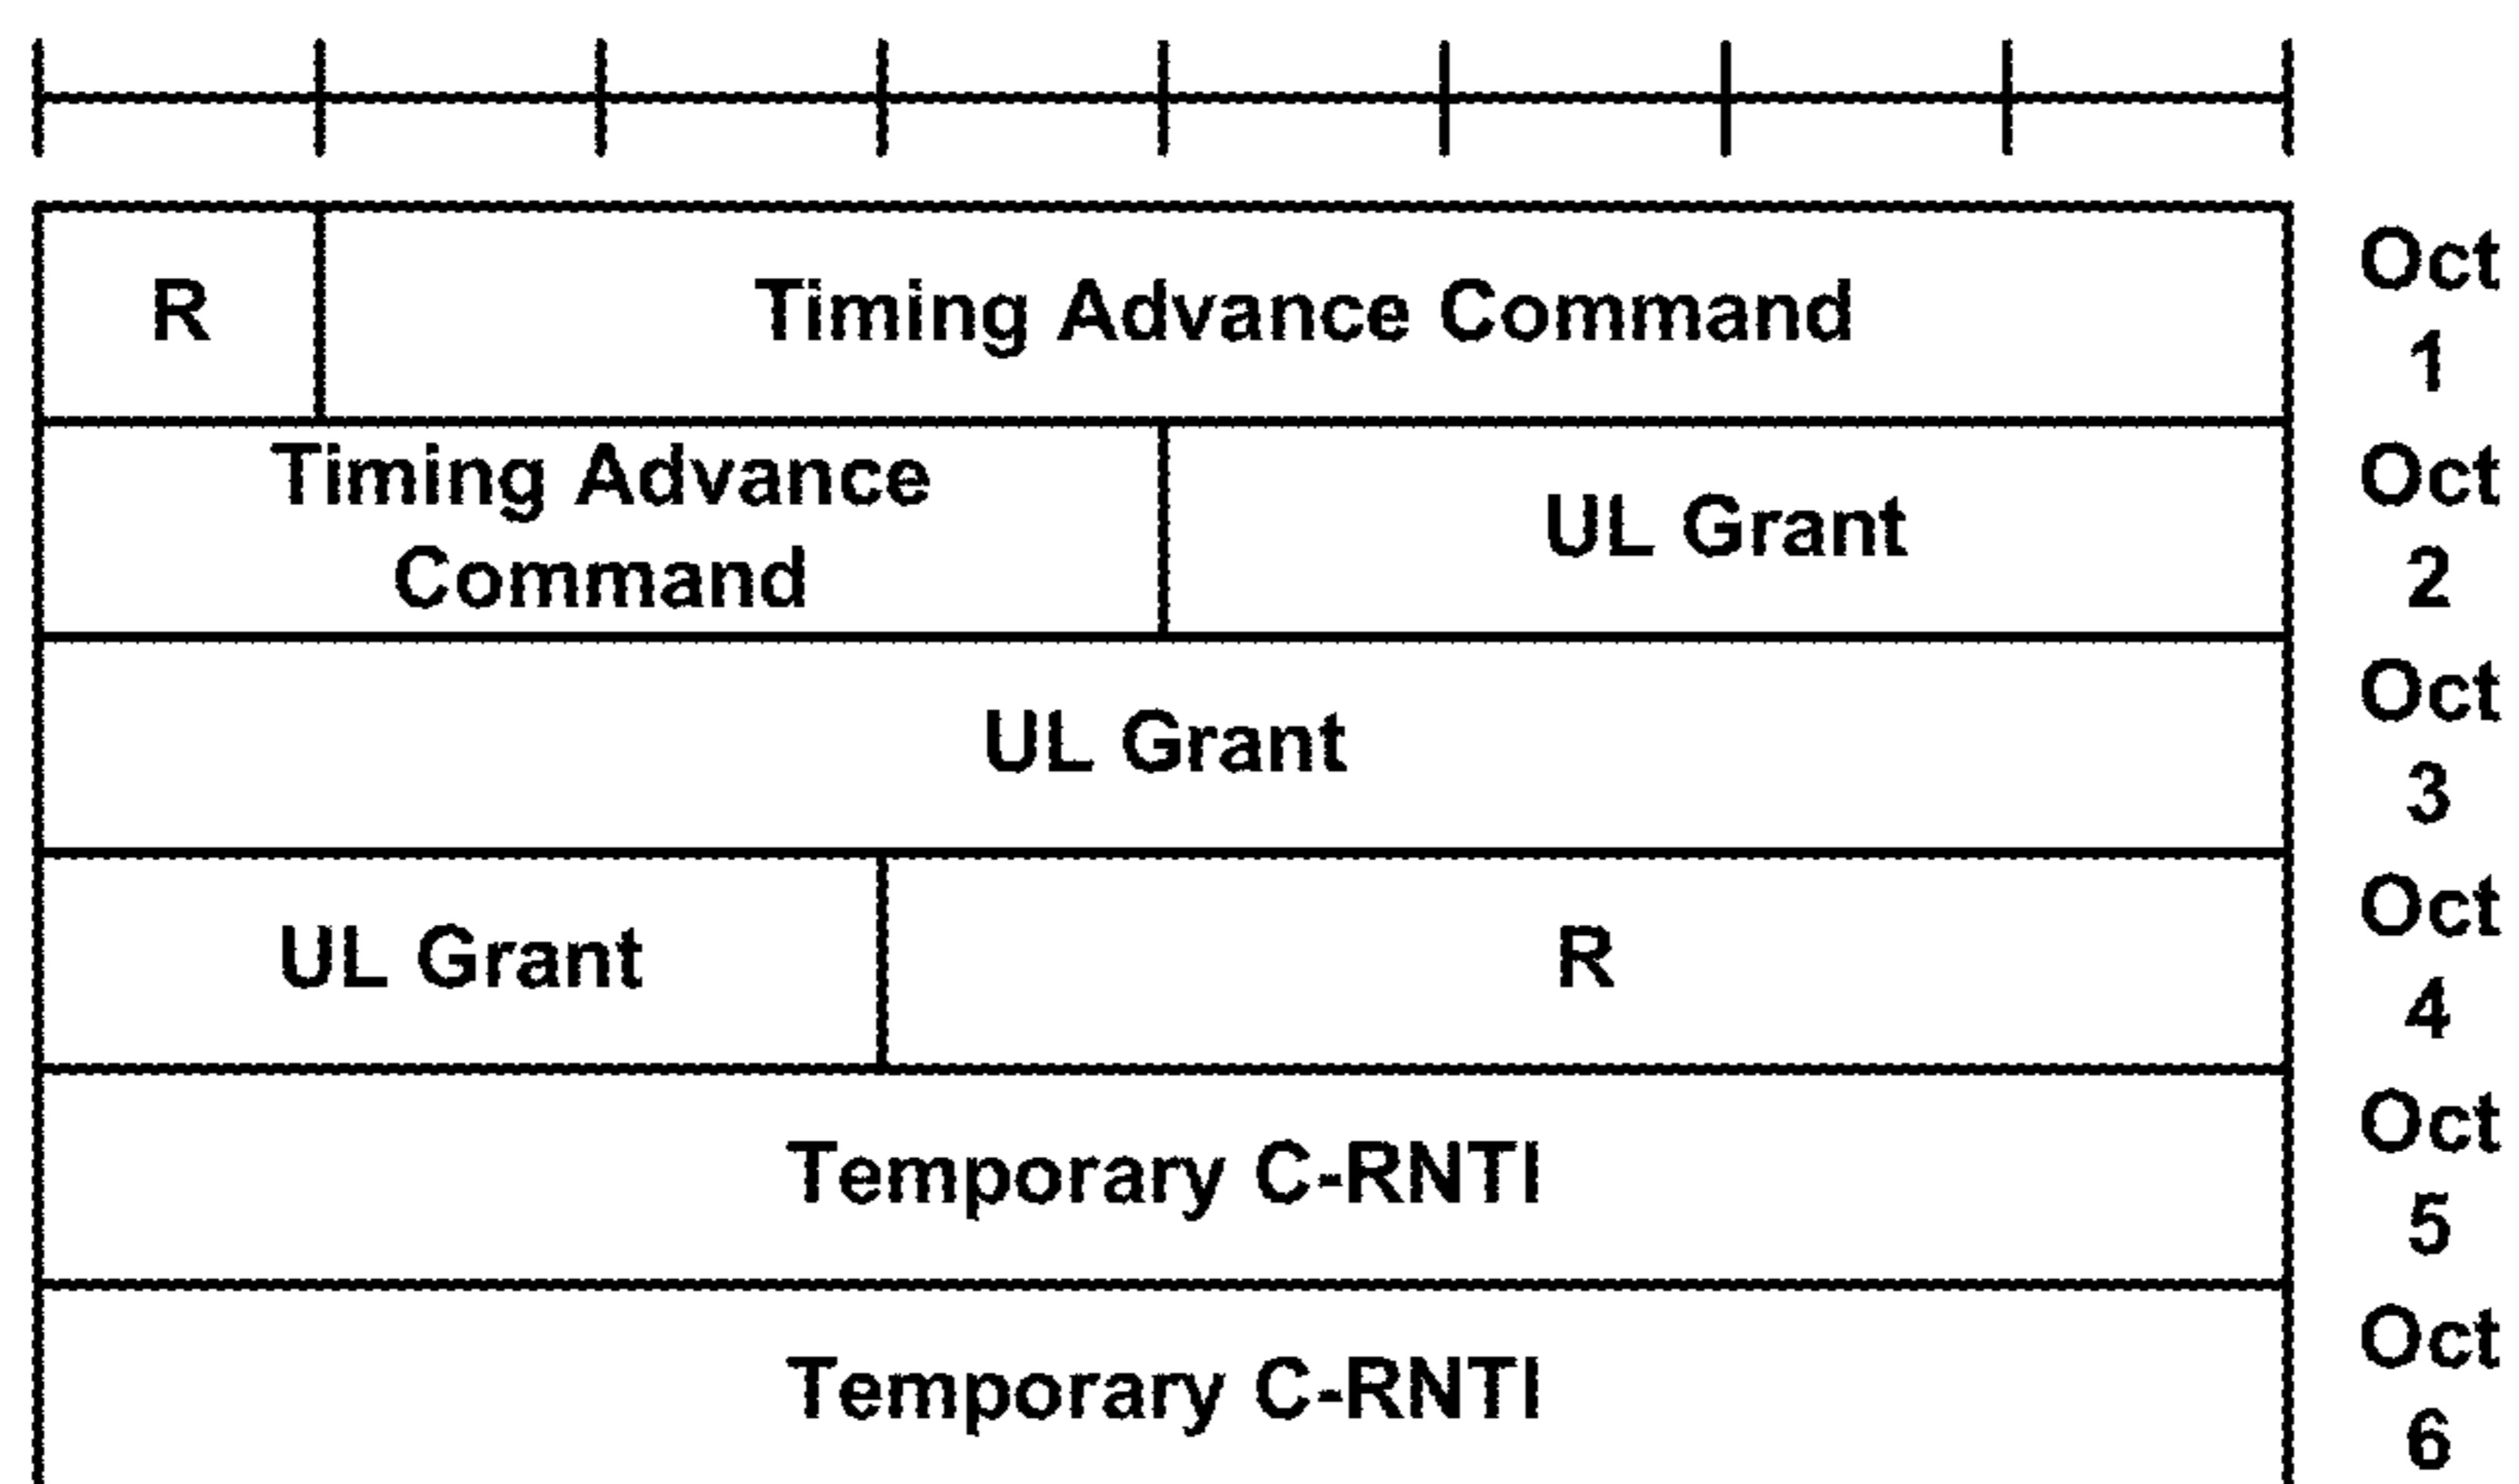 R
Timing Advance Command
Oct
1
Timing Advance
Command
UL Grant
Oct
2
UL Grant
Oct
3
UL Grant
R
Oct
4
Temporary C-RNTI
Oct
5
Temporary C-RNTI
Oct
6